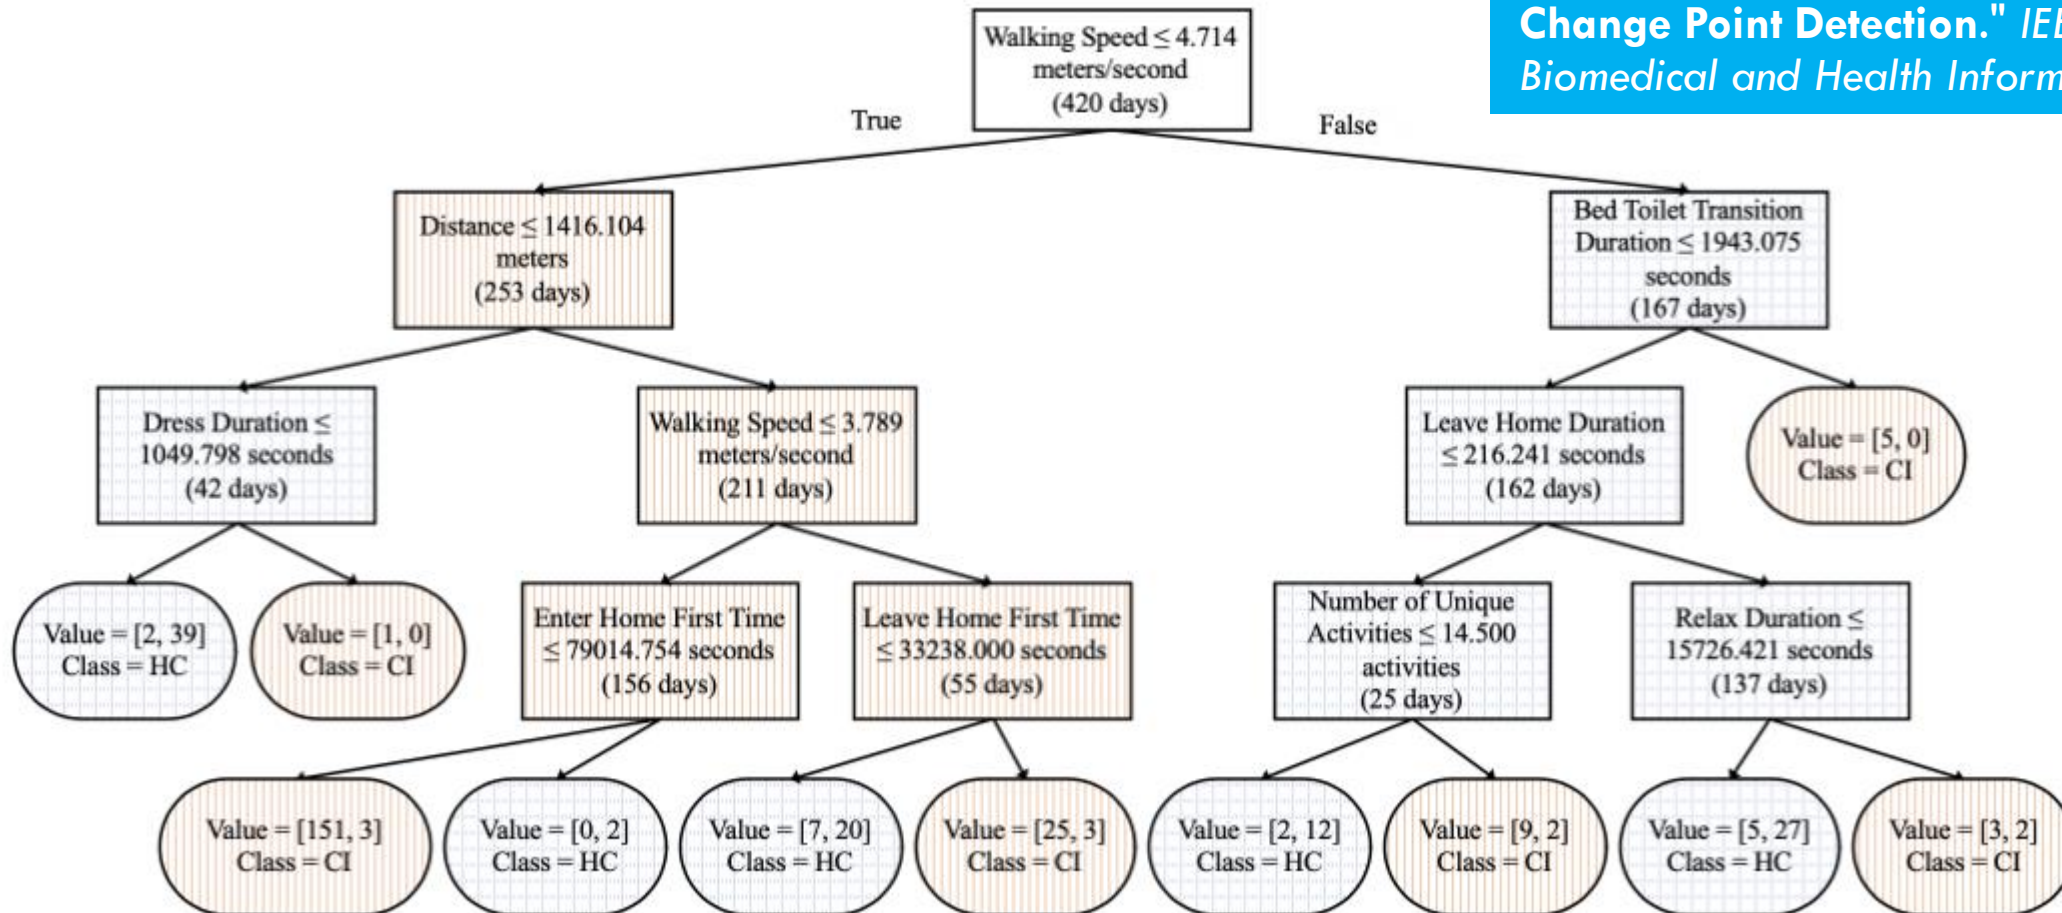 Change Point Detection."
Biomedical and Health
Walking Speed ≤ 4.714
meters/second
(420 days)
True
False
Distance ≤ 1416.104
meters
(253 days)
Bed Toilet Transition
Duration ≤ 1943.075
seconds
(167 days)
Dress Duration ≤
1049.798 seconds
(42 days)
Walking Speed ≤ 3.789
meters/second
(211 days)
Leave Home Duration
≤ 216.241 seconds
(162 days)
Value = [5, 0]
Class = CI
Value = [2, 39]
Class = HC
Value = [1, 0]
Class = CI
Enter Home First Time
≤ 79014.754 seconds
(156 days)
Leave Home First Time
≤ 33238.000 seconds
(55 days)
Number of Unique
Activities ≤ 14.500
activities
(25 days)
Relax Duration ≤
15726.421 seconds
(137 days)
Value = [151, 3]
Class = CI
Value = [0, 2]
Class = HC
Value = [7, 20]
Class = HC
Value = [25, 3]
Class = CI
Value = [2, 12]
Class = HC
Value = [9, 2]
Class = CI
Value = [5, 27]
Class = HC
Value = [3, 2]
Class = CI